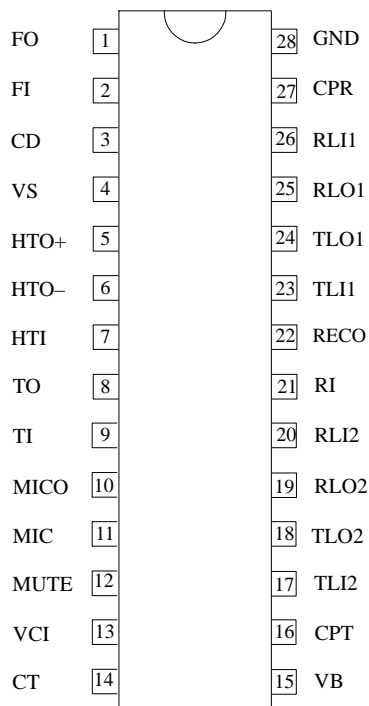 FO 1 28 GND
FI 2 27 CPR
CD 3 26 RLI1
VS 4 25 RLO1
HTO+ 5 24 TLO1
HTO– 6 23 TLI1
HTI 7 22 RECO
TO 8 21 RI
TI 9 20 RLI2
MICO 10 19 RLO2
MIC 11 18 TLO2
MUTE 12 17 TLI2
VCI 13 16 CPT
CT 14 15 VB